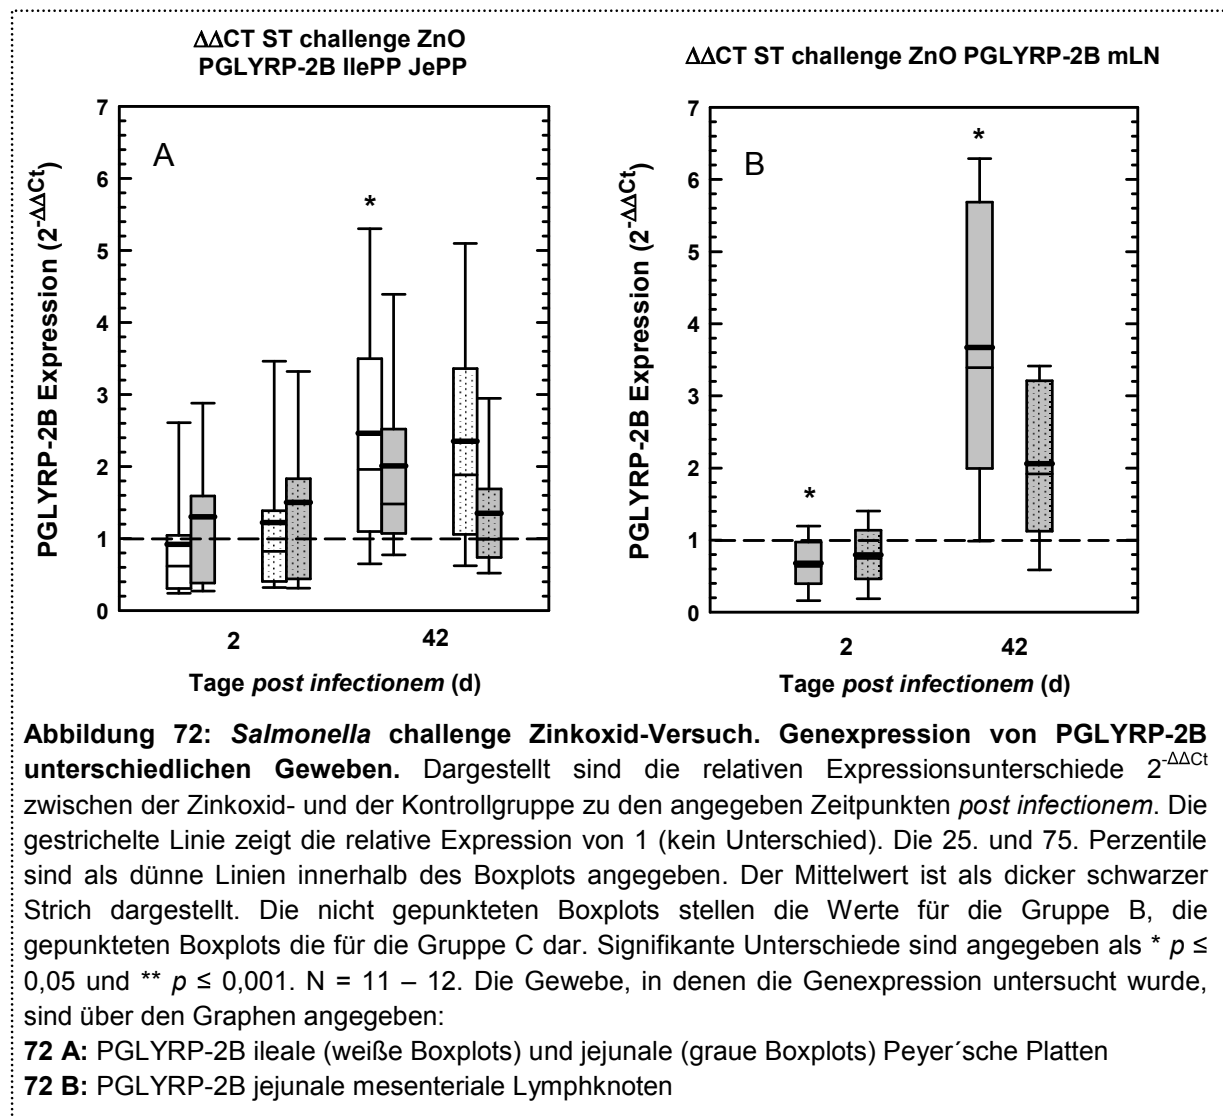 ΔΔCT ST challenge ZnO
PGLYRP-2B IlePP JePP
PGLYRP-2B Expression (2^-ΔΔCt)
7
6
5
4
3
2
1
0
A
*
2
42
Tage post infectionem (d)
ΔΔCT ST challenge ZnO PGLYRP-2B mLN
PGLYRP-2B Expression (2^-ΔΔCt)
7
6
5
4
3
2
1
0
B
*
*
2
42
Tage post infectionem (d)
Abbildung 72: Salmonella challenge Zinkoxid-Versuch. Genexpression von PGLYRP-2B
unterschiedlichen Geweben. Dargestellt sind die relativen Expressionsunterschiede 2^-ΔΔCt
zwischen der Zinkoxid- und der Kontrollgruppe zu den angegeben Zeitpunkten post infectionem. Die
gestrichelte Linie zeigt die relative Expression von 1 (kein Unterschied). Die 25. und 75. Perzentile
sind als dünne Linien innerhalb des Boxplots angegeben. Der Mittelwert ist als dicker schwarzer
Strich dargestellt. Die nicht gepunkteten Boxplots stellen die Werte für die Gruppe B, die
gepunkteten Boxplots die für die Gruppe C dar. Signifikante Unterschiede sind angegeben als * p ≤
0,05 und ** p ≤ 0,001. N = 11 – 12. Die Gewebe, in denen die Genexpression untersucht wurde,
sind über den Graphen angegeben:
72 A: PGLYRP-2B ileale (weiße Boxplots) und jejunale (graue Boxplots) Peyer´sche Platten
72 B: PGLYRP-2B jejunale mesenteriale Lymphknoten